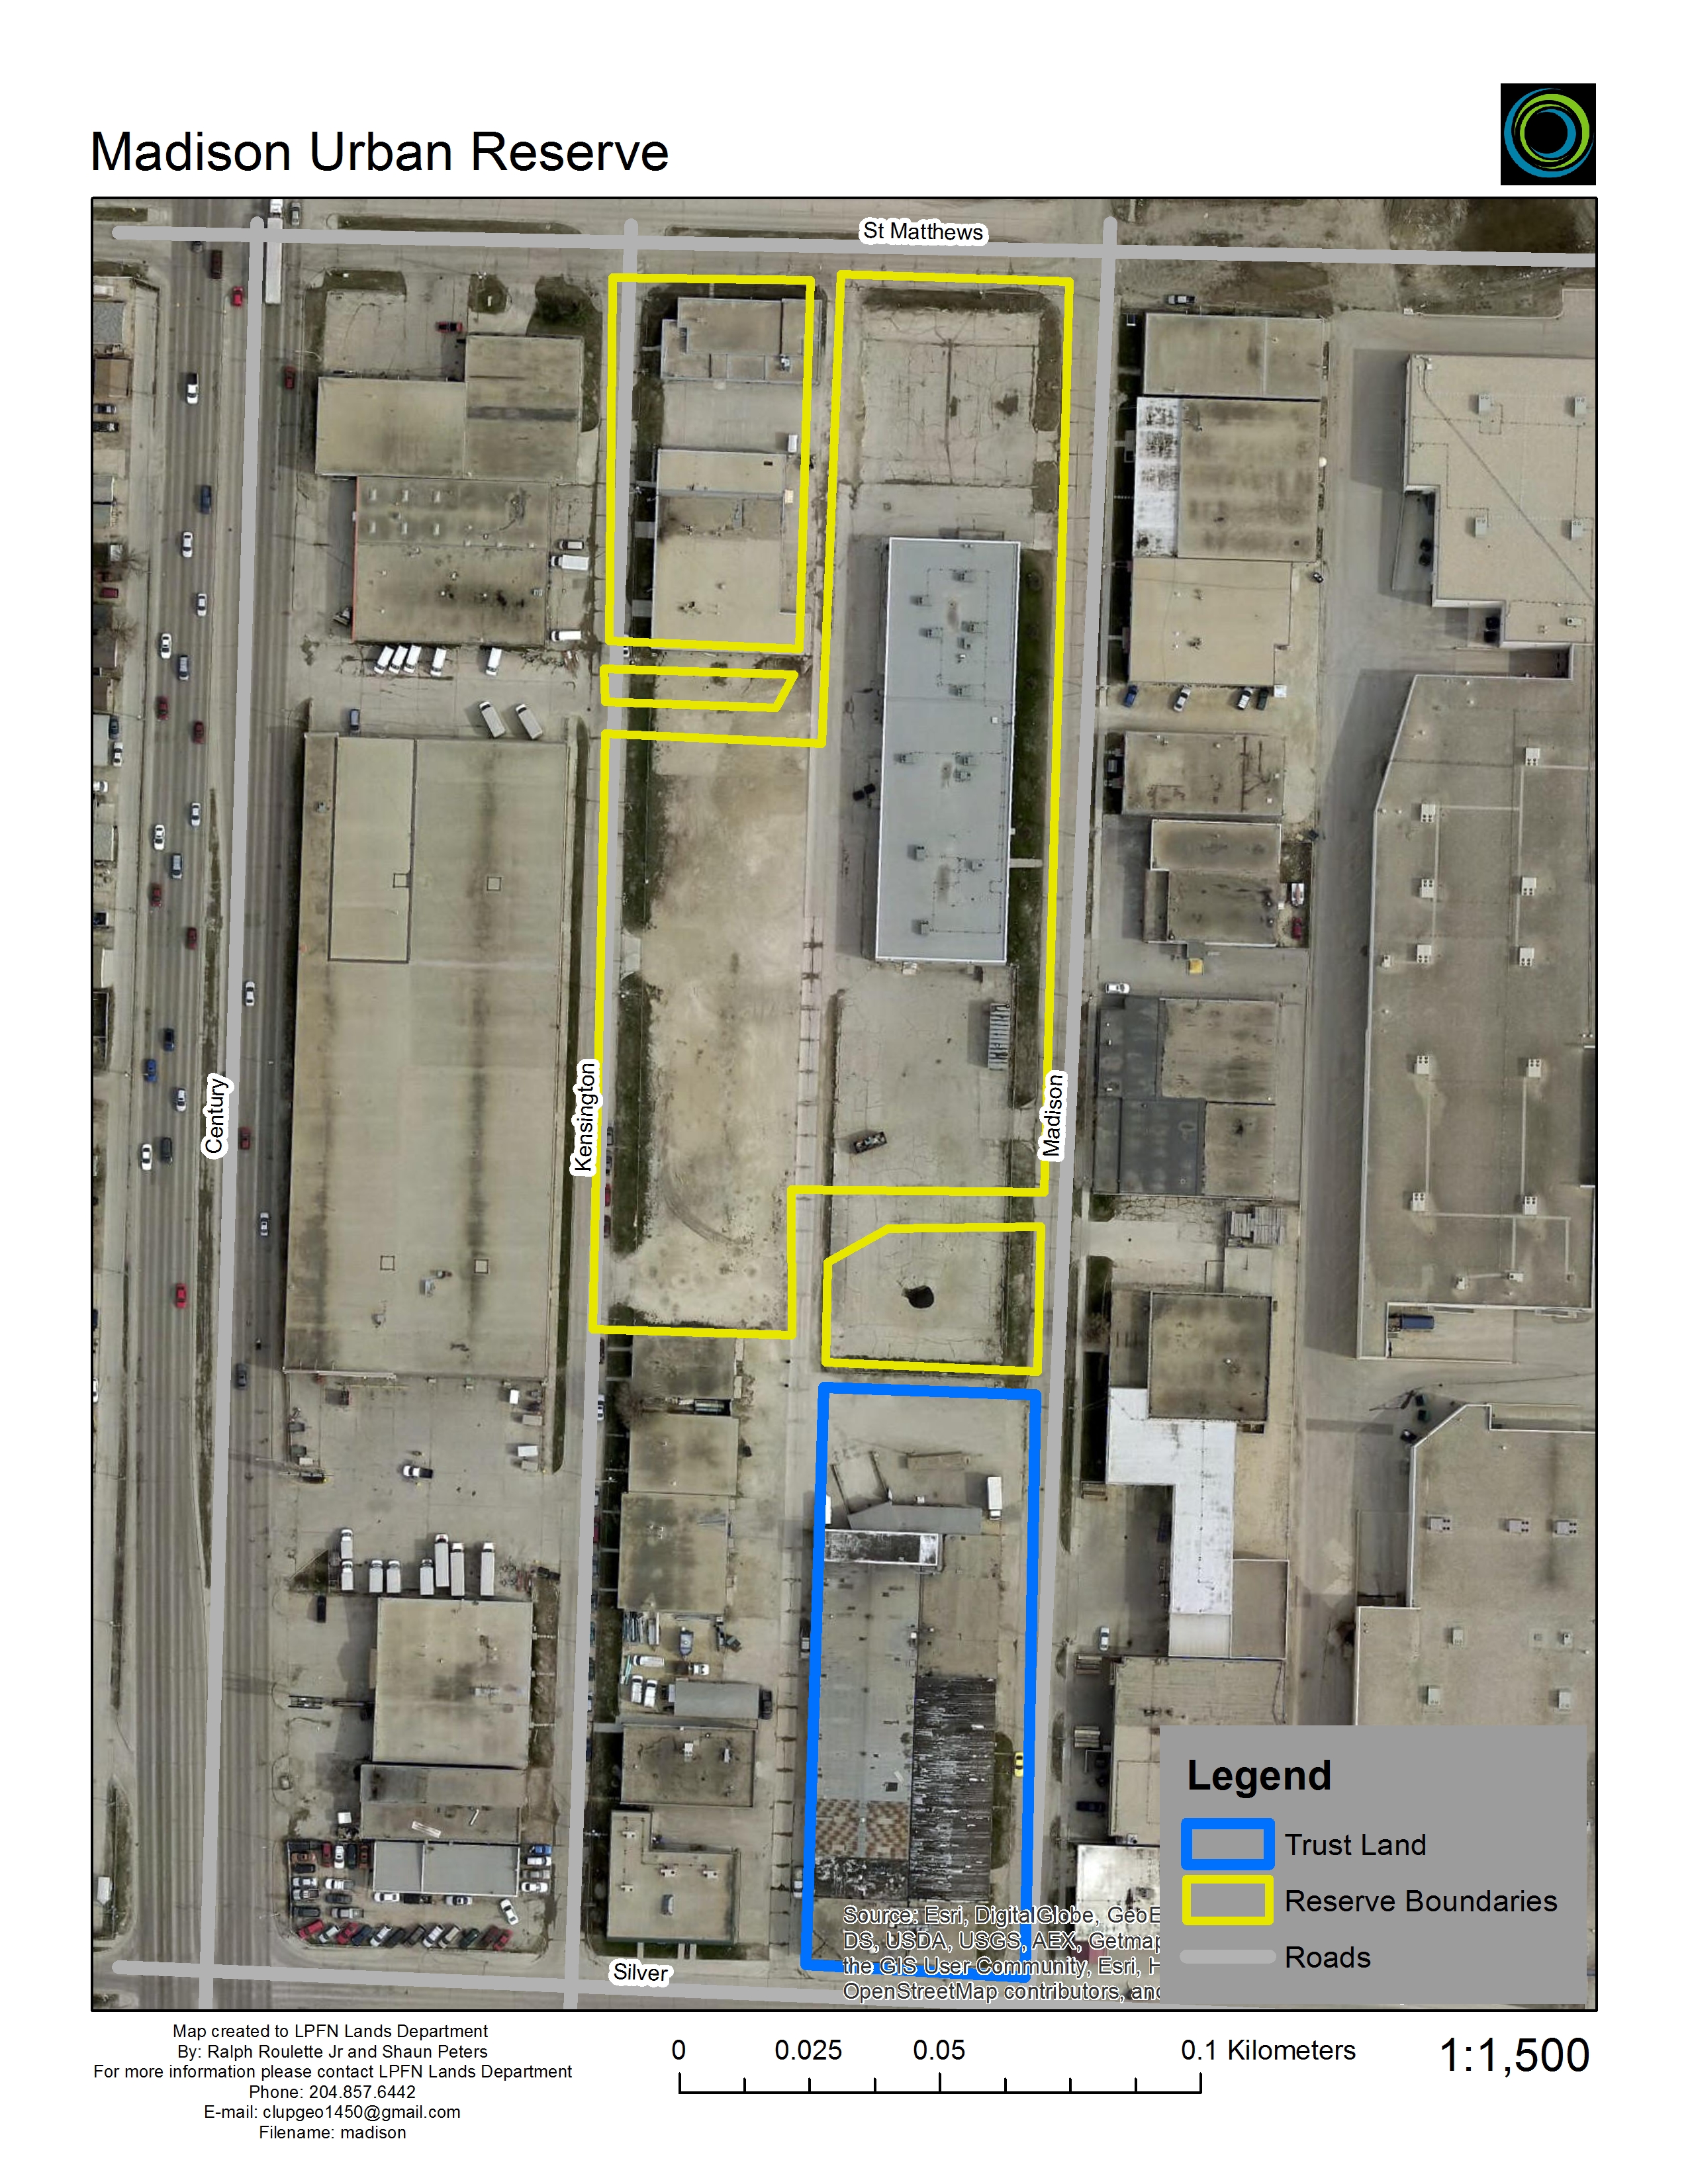 Madison Urban Reserve
St Matthews
Century
Kensington
Madison
Silver
Legend
Trust Land
Reserve Boundaries
Roads
Source: Esri, DigitalGlobe, GeoE
DS, USDA, USGS, AEX, Getmap
the GIS User Community, Esri, H
OpenStreetMap contributors, and
Map created to LPFN Lands Department
By: Ralph Roulette Jr and Shaun Peters
For more information please contact LPFN Lands Department
Phone: 204.857.6442
E-mail: clupgeo1450@gmail.com
Filename: madison
0 0.025 0.05 0.1 Kilometers
1:1,500